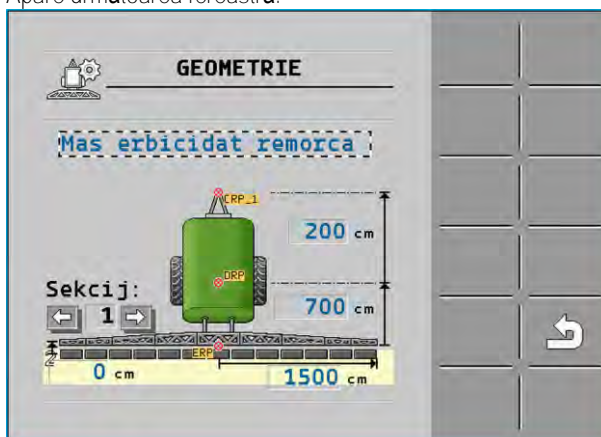 Apare următoarea fereastră:
GEOMETRIE
Mas erbicidat remorca
CRP_1
200 cm
DRP
Sekcij:
1
700 cm
ERP
0 cm
1500 cm